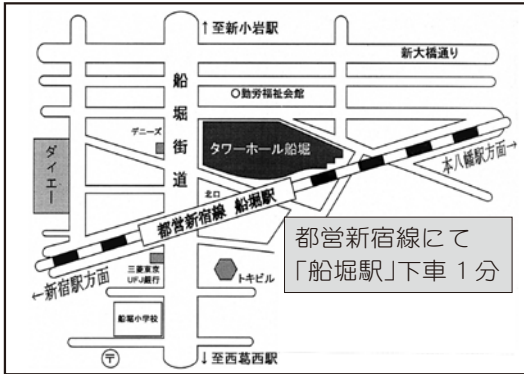 ↑至新小岩駅
新大橋通り
船堀街道
○勤労福祉会館
デニーズ
タワーホール船堀
ダイエー
本八幡駅方面→
北口
都営新宿線 船堀駅
都営新宿線にて
「船堀駅」下車 1分
←新宿駅方面
三菱東京
UFJ銀行
トキビル
船堀小学校
〒
↓至西葛西駅